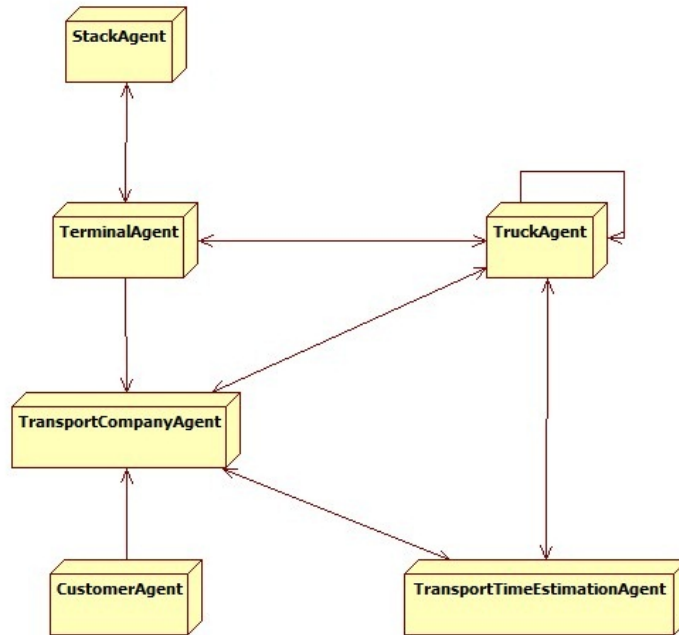 StackAgent
TerminalAgent
TruckAgent
TransportCompanyAgent
CustomerAgent
TransportTimeEstimationAgent